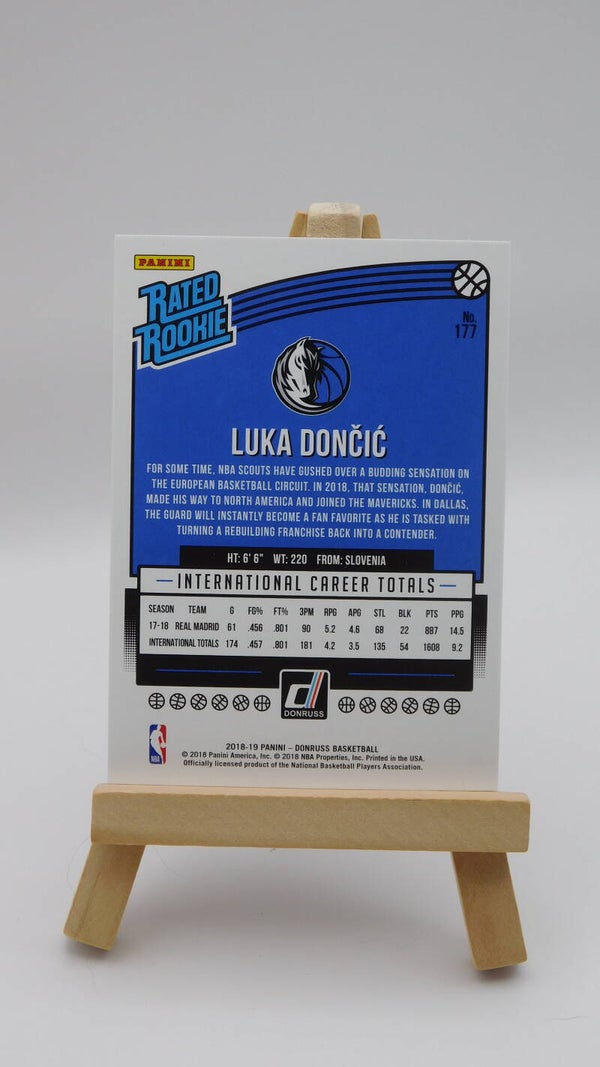 PANINI
RATED
ROOKIE
No.
177
LUKA DONČIĆ
FOR SOME TIME, NBA SCOUTS HAVE GUSHED OVER A BUDDING SENSATION ON
THE EUROPEAN BASKETBALL CIRCUIT. IN 2018, THAT SENSATION, DONČIĆ,
MADE HIS WAY TO NORTH AMERICA AND JOINED THE MAVERICKS. IN DALLAS,
THE GUARD WILL INSTANTLY BECOME A FAN FAVORITE AS HE IS TASKED WITH
TURNING A REBUILDING FRANCHISE BACK INTO A CONTENDER.
HT: 6' 6" WT: 220 FROM: SLOVENIA
INTERNATIONAL CAREER TOTALS
SEASON TEAM G FG% FT% 3PM RPG APG STL BLK PTS PPG
17-18 REAL MADRID 61 .456 .801 90 5.2 4.6 68 22 887 14.5
INTERNATIONAL TOTALS 174 .457 .801 181 4.2 3.5 135 54 1608 9.2
d
DONRUSS
NBA
2018-19 PANINI – DONRUSS BASKETBALL
© 2018 Panini America, Inc. © 2018 NBA Properties, Inc. Printed in the USA.
Officially licensed product of the National Basketball Players Association.